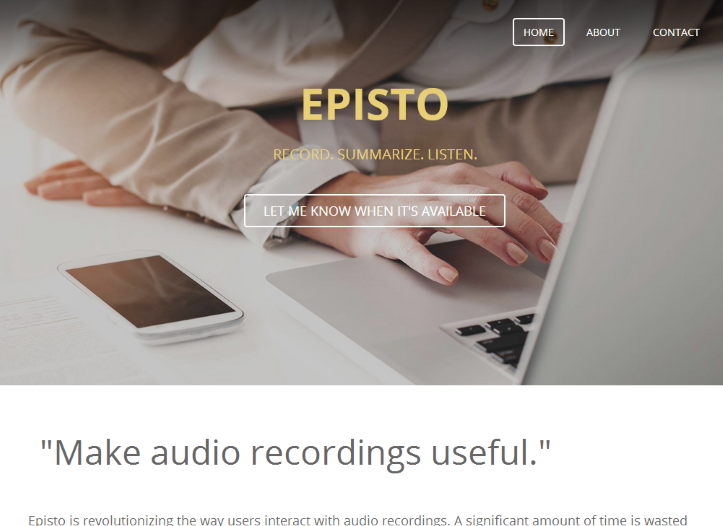 HOME ABOUT CONTACT
EPISTO
RECORD. SUMMARIZE. LISTEN.
LET ME KNOW WHEN IT'S AVAILABLE
"Make audio recordings useful."
Episto is revolutionizing the way users interact with audio recordings. A significant amount of time is wasted